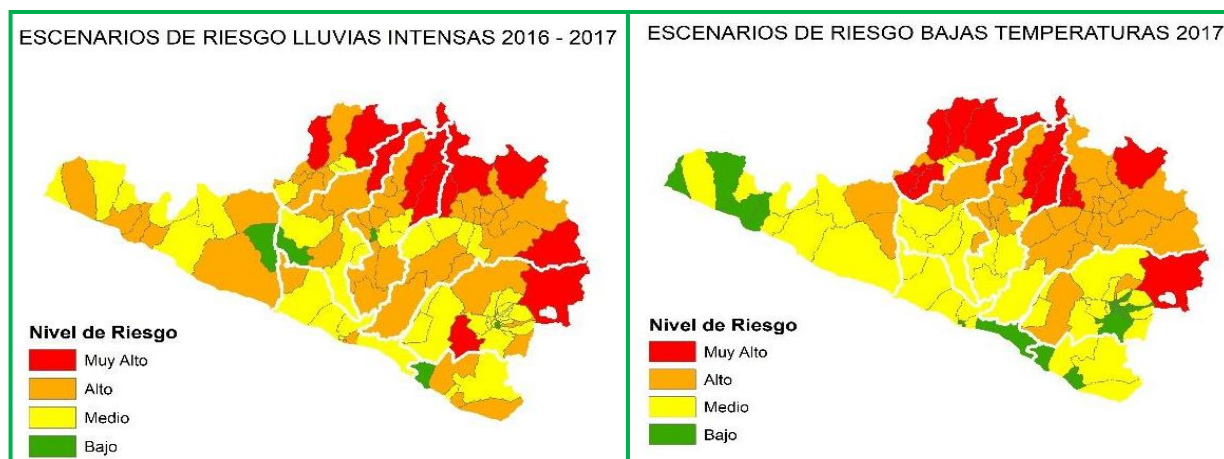 ESCENARIOS DE RIESGO LLUVIAS INTENSAS 2016 - 2017
Nivel de Riesgo
Muy Alto
Alto
Medio
Bajo
ESCENARIOS DE RIESGO BAJAS TEMPERATURAS 2017
Nivel de Riesgo
Muy Alto
Alto
Medio
Bajo